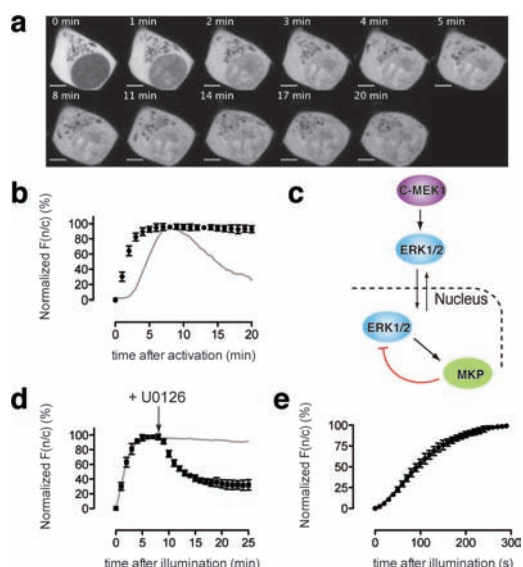 a
0 min 1 min 2 min 3 min 4 min 5 min
8 min 11 min 14 min 17 min 20 min
b
Normalized F(n/c) (%)
100
80
60
40
20
0
0 5 10 15 20
time after activation (min)
c
C-MEK1
ERK1/2
Nucleus
ERK1/2
MKP
d
+ U0126
Normalized F(n/c) (%)
100
80
60
40
20
0
0 5 10 15 20 25
time after illumination (min)
e
Normalized F(n/c) (%)
100
75
50
25
0
0 100 200 300
time after illumination (s)